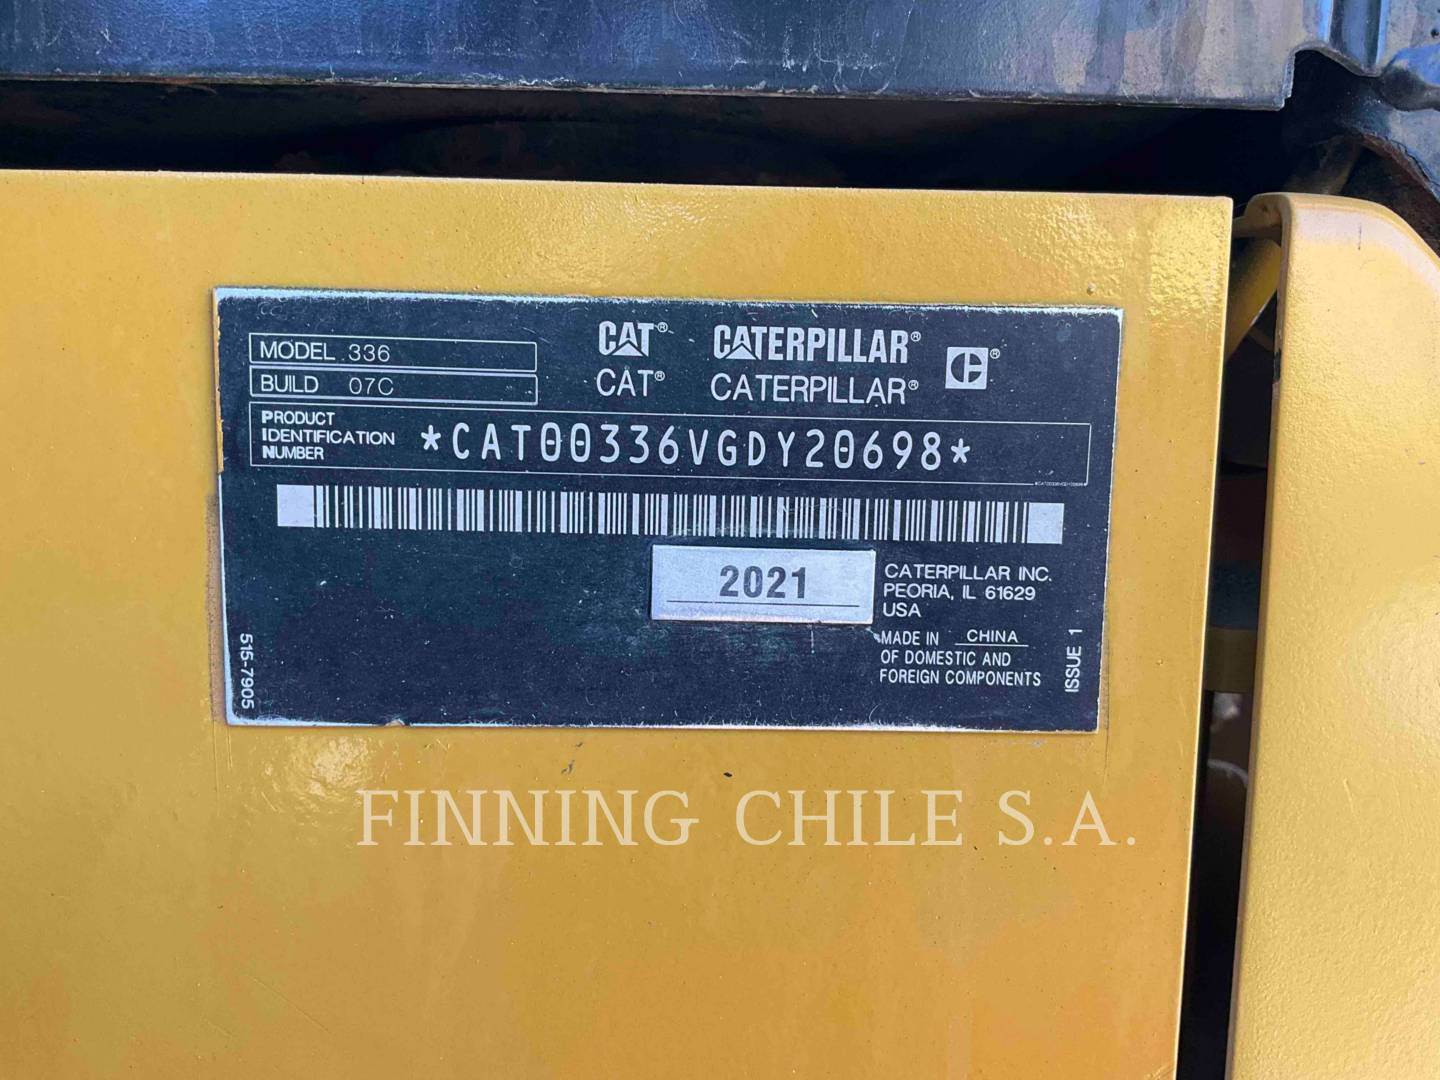 MODEL 336
BUILD 07C
CAT® CATERPILLAR® ®
CAT® CATERPILLAR®
PRODUCT
IDENTIFICATION
NUMBER
*CAT00336VGDY20698*
2021
CATERPILLAR INC.
PEORIA, IL 61629
USA
MADE IN CHINA
OF DOMESTIC AND
FOREIGN COMPONENTS
515-7905
ISSUE 1
FINNING CHILE S.A.